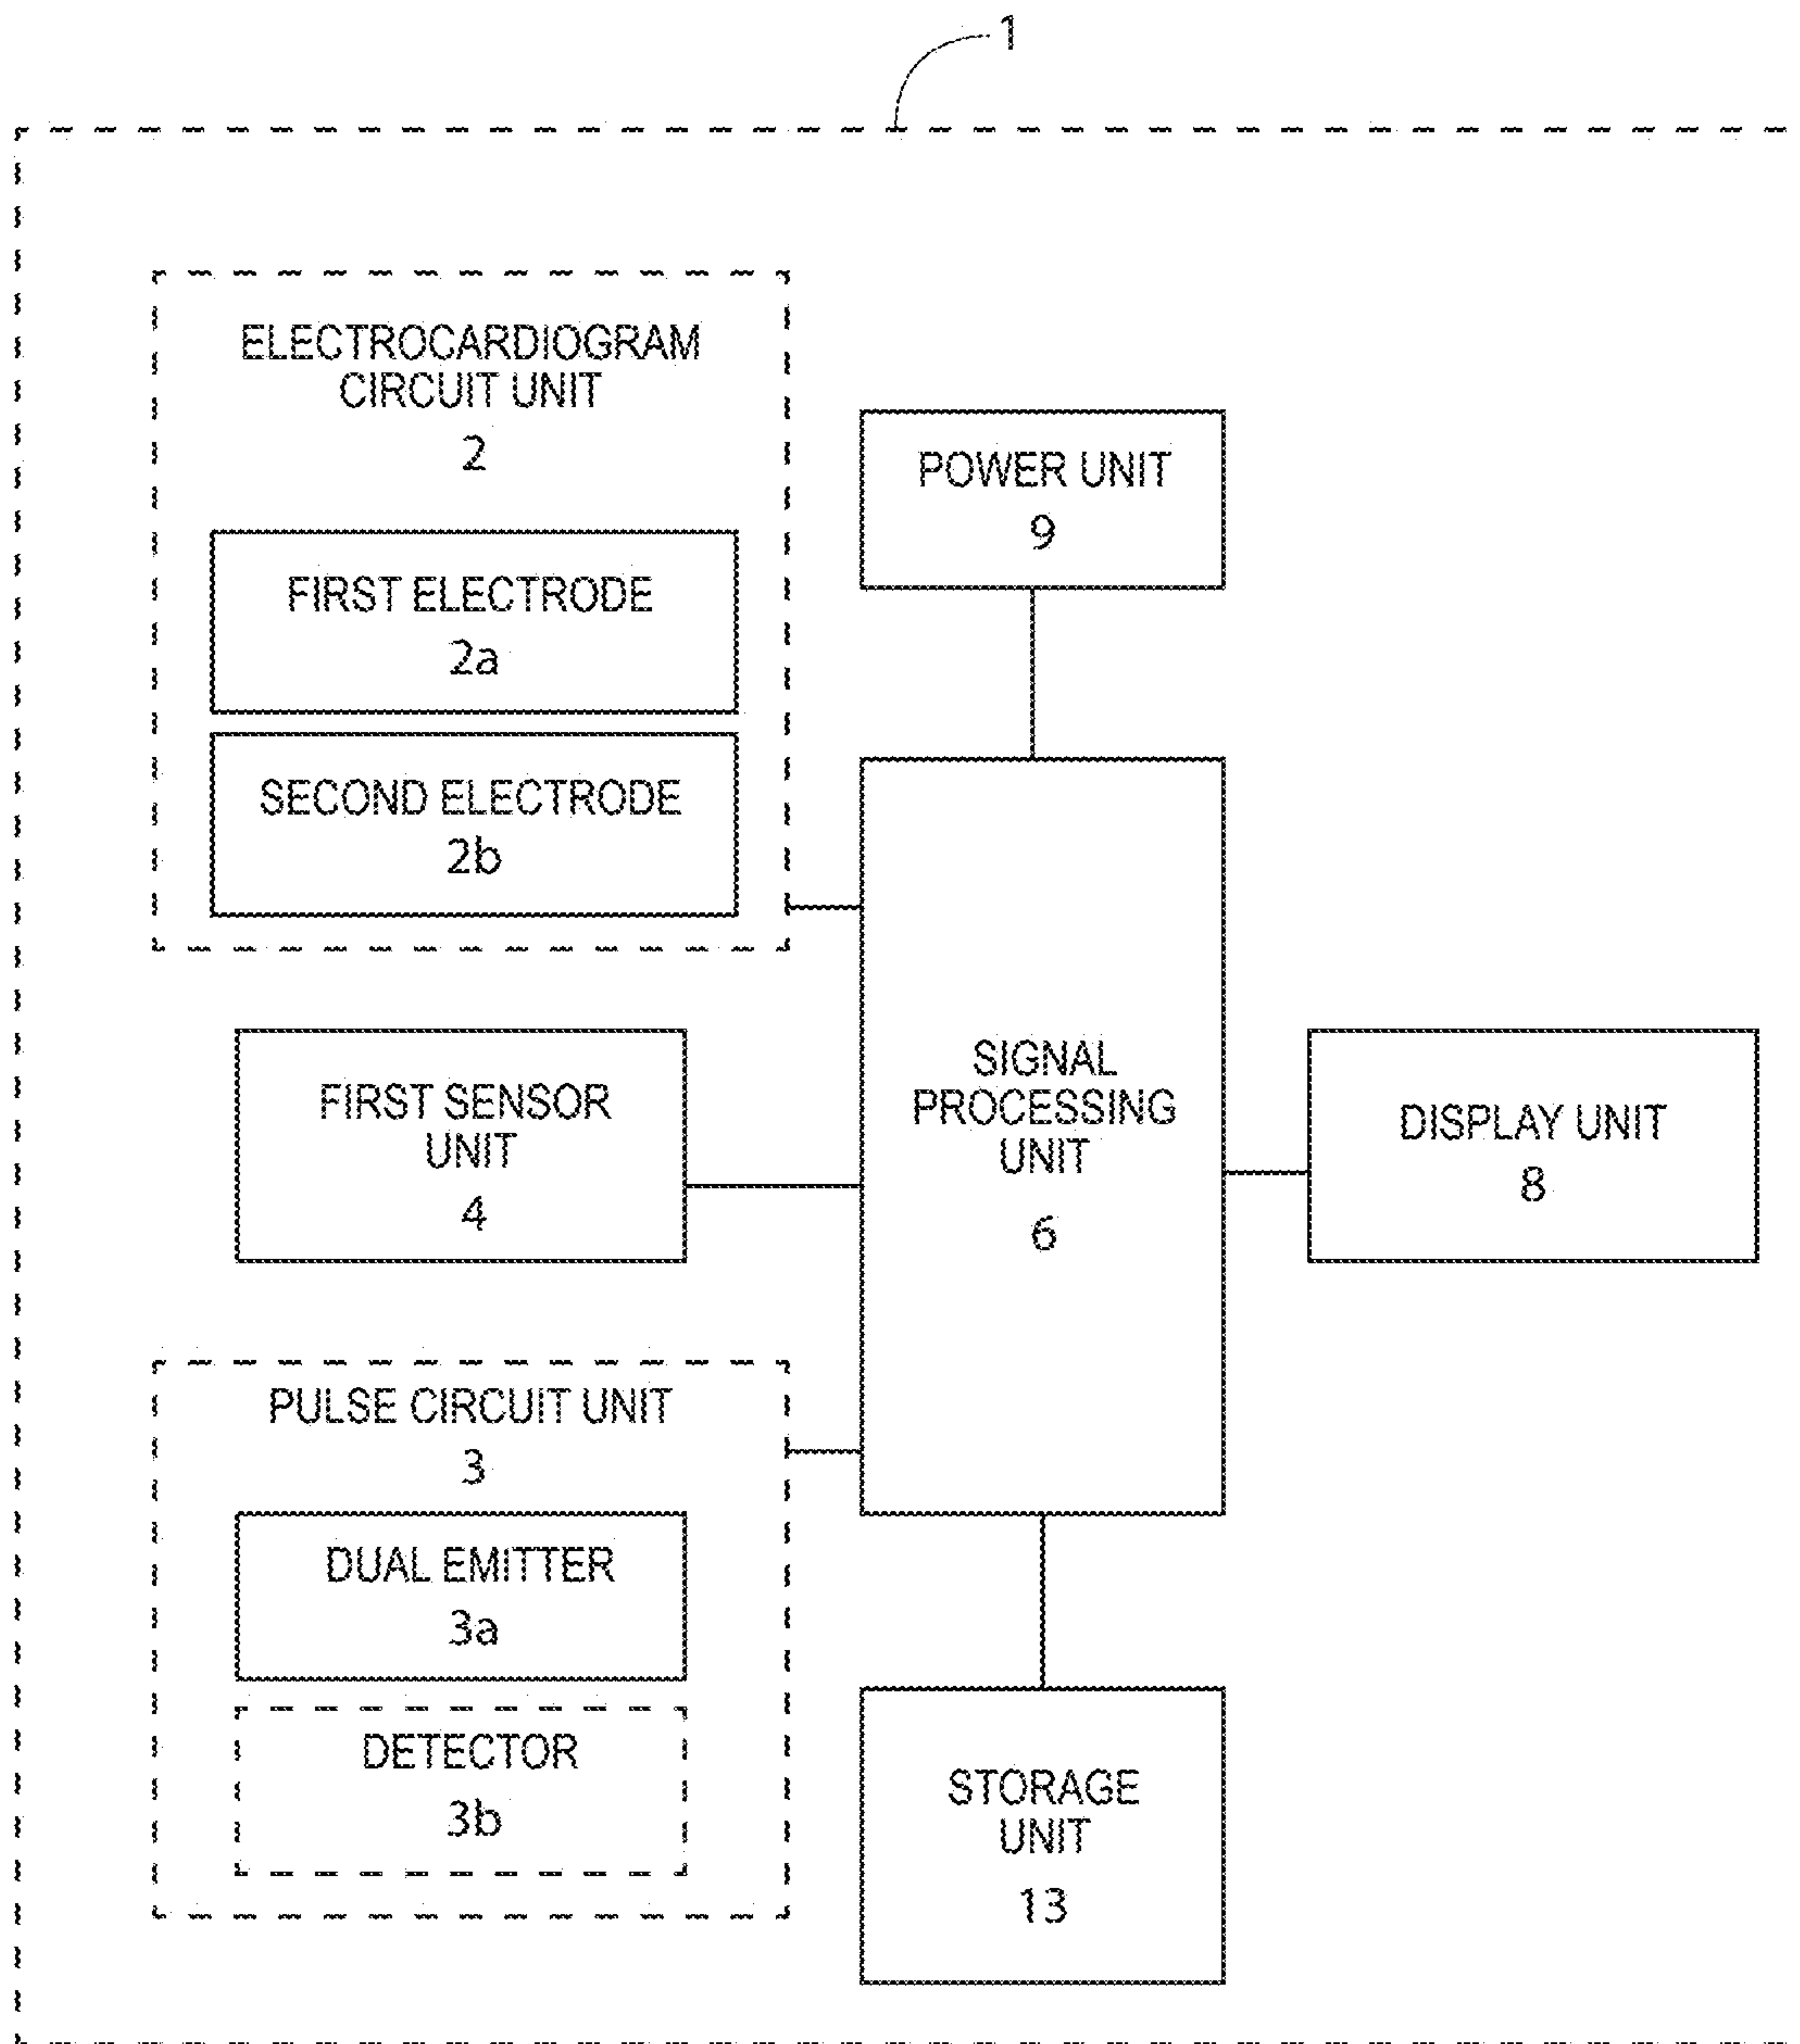 1
ELECTROCARDIOGRAM
CIRCUIT UNIT
2
FIRST ELECTRODE
2a
SECOND ELECTRODE
2b
POWER UNIT
9
FIRST SENSOR
UNIT
4
SIGNAL
PROCESSING
UNIT
6
DISPLAY UNIT
8
PULSE CIRCUIT UNIT
3
DUAL EMITTER
3a
DETECTOR
3b
STORAGE
UNIT
13